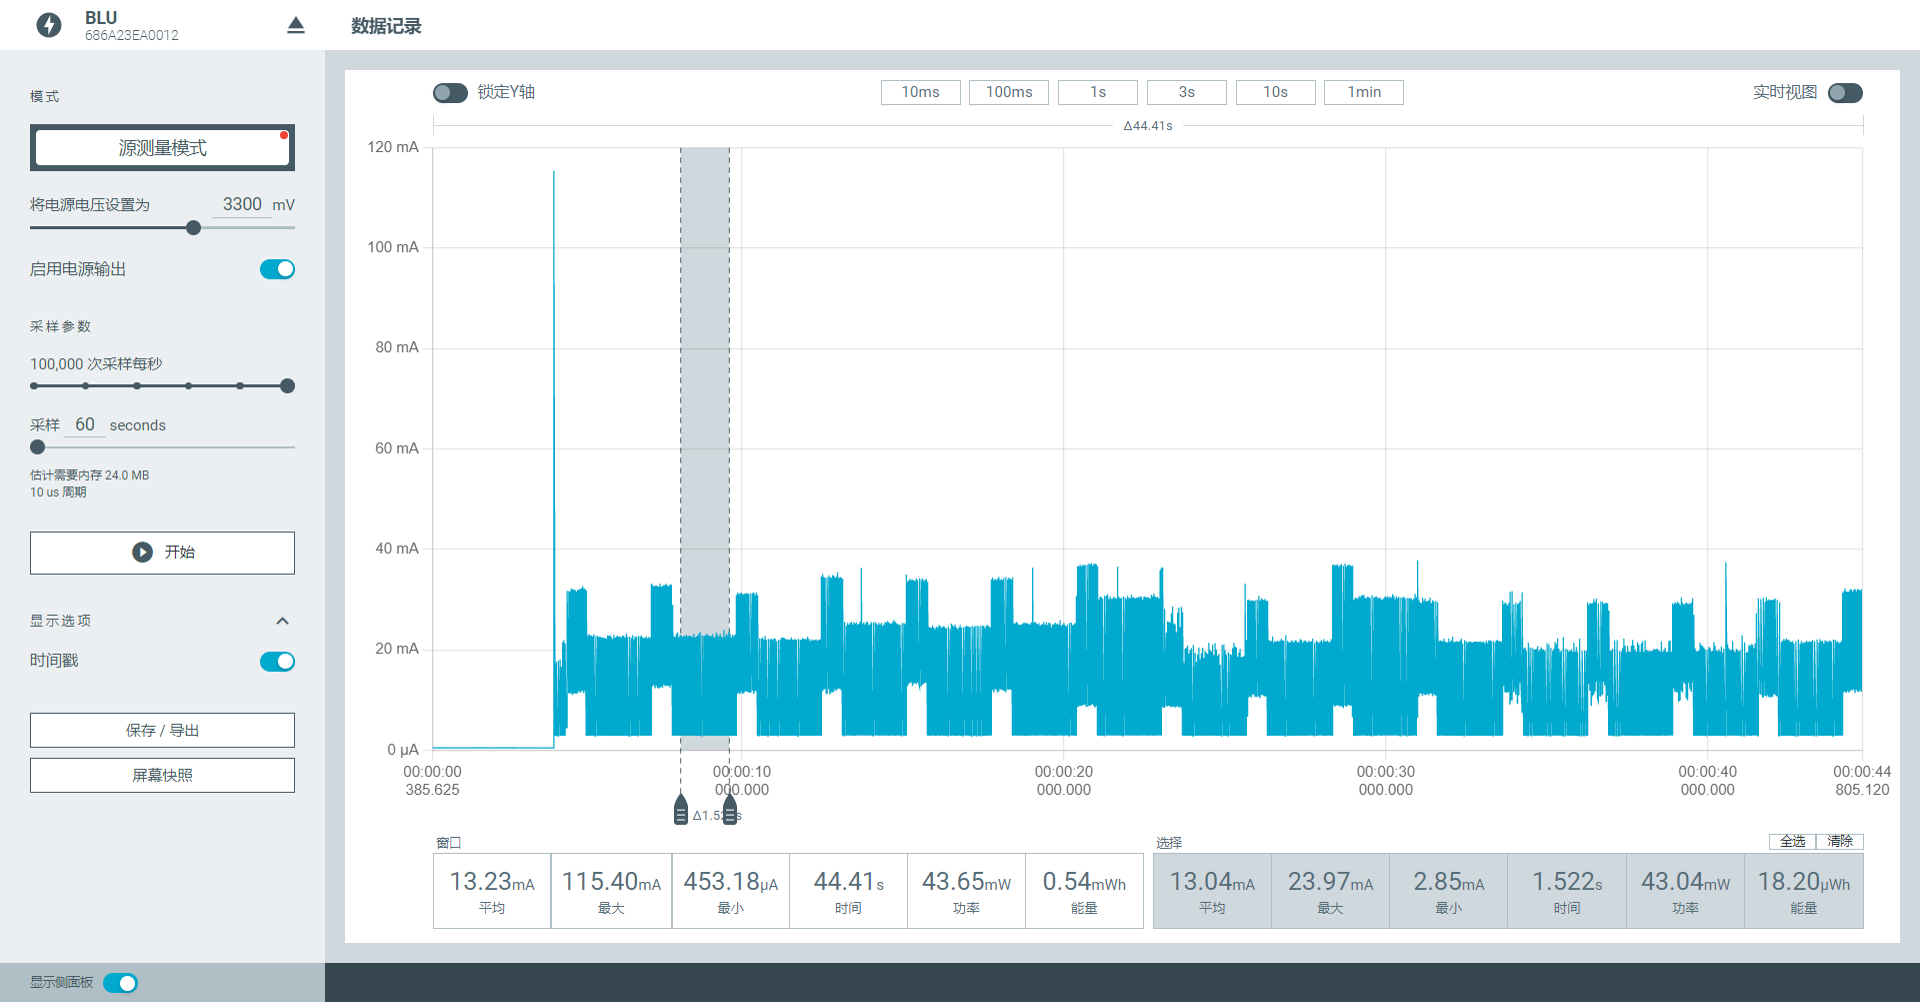 BLU
686A23EA0012
数据记录
模式
源测量模式
将电源电压设置为 3300 mV
启用电源输出
采样参数
100,000 次采样每秒
采样 60 seconds
估计需要内存 24.0 MB
10 us 周期
开始
显示选项
时间戳
保存 / 导出
屏幕快照
显示侧面板
锁定Y轴
10ms 100ms 1s 3s 10s 1min
实时视图
Δ44.41s
120 mA
100 mA
80 mA
60 mA
40 mA
20 mA
0 µA
00:00:00 00:00:10 00:00:20 00:00:30 00:00:40 00:00:44
385.625 000.000 000.000 000.000 000.000 805.120
窗口
13.23mA 115.40mA 453.18µA 44.41s 43.65mW 0.54mWh
平均 最大 最小 时间 功率 能量
选择 全选 清除
13.04mA 23.97mA 2.85mA 1.522s 43.04mW 18.20µWh
平均 最大 最小 时间 功率 能量